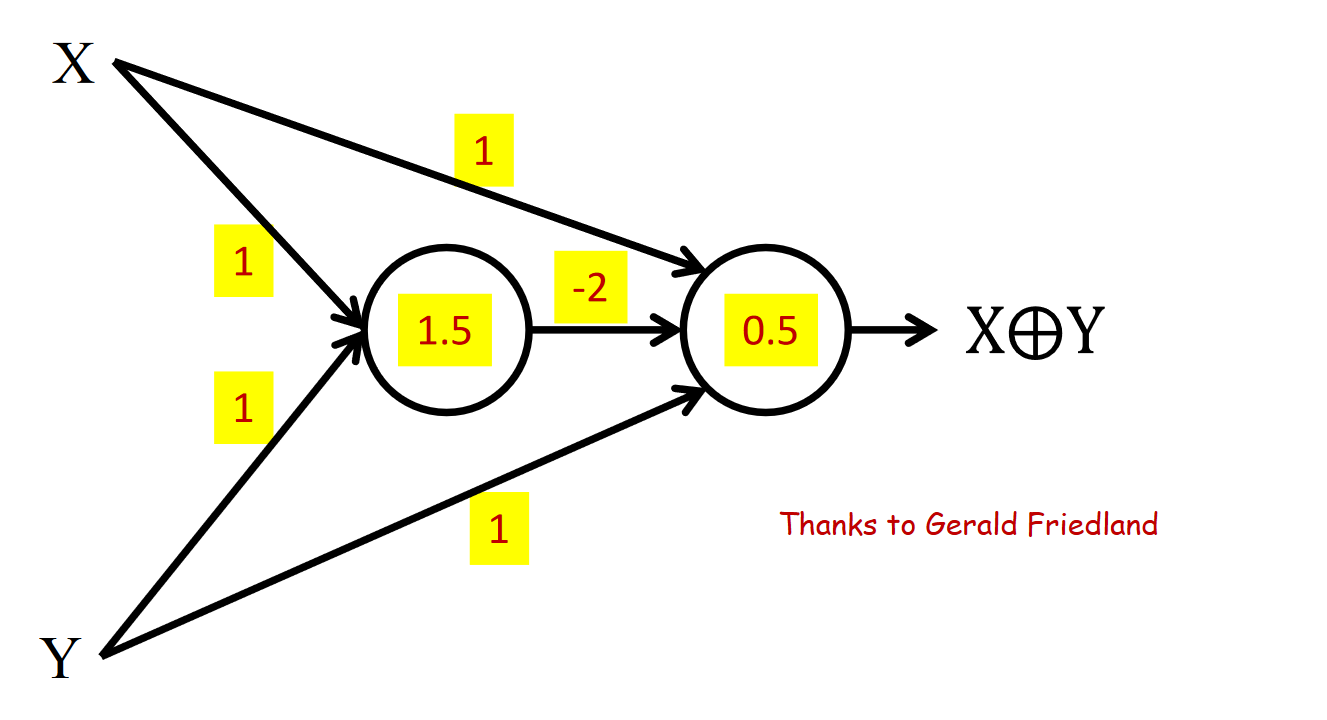 X
1
1
1.5
-2
0.5
X⊕Y
1
1
Thanks to Gerald Friedland
Y